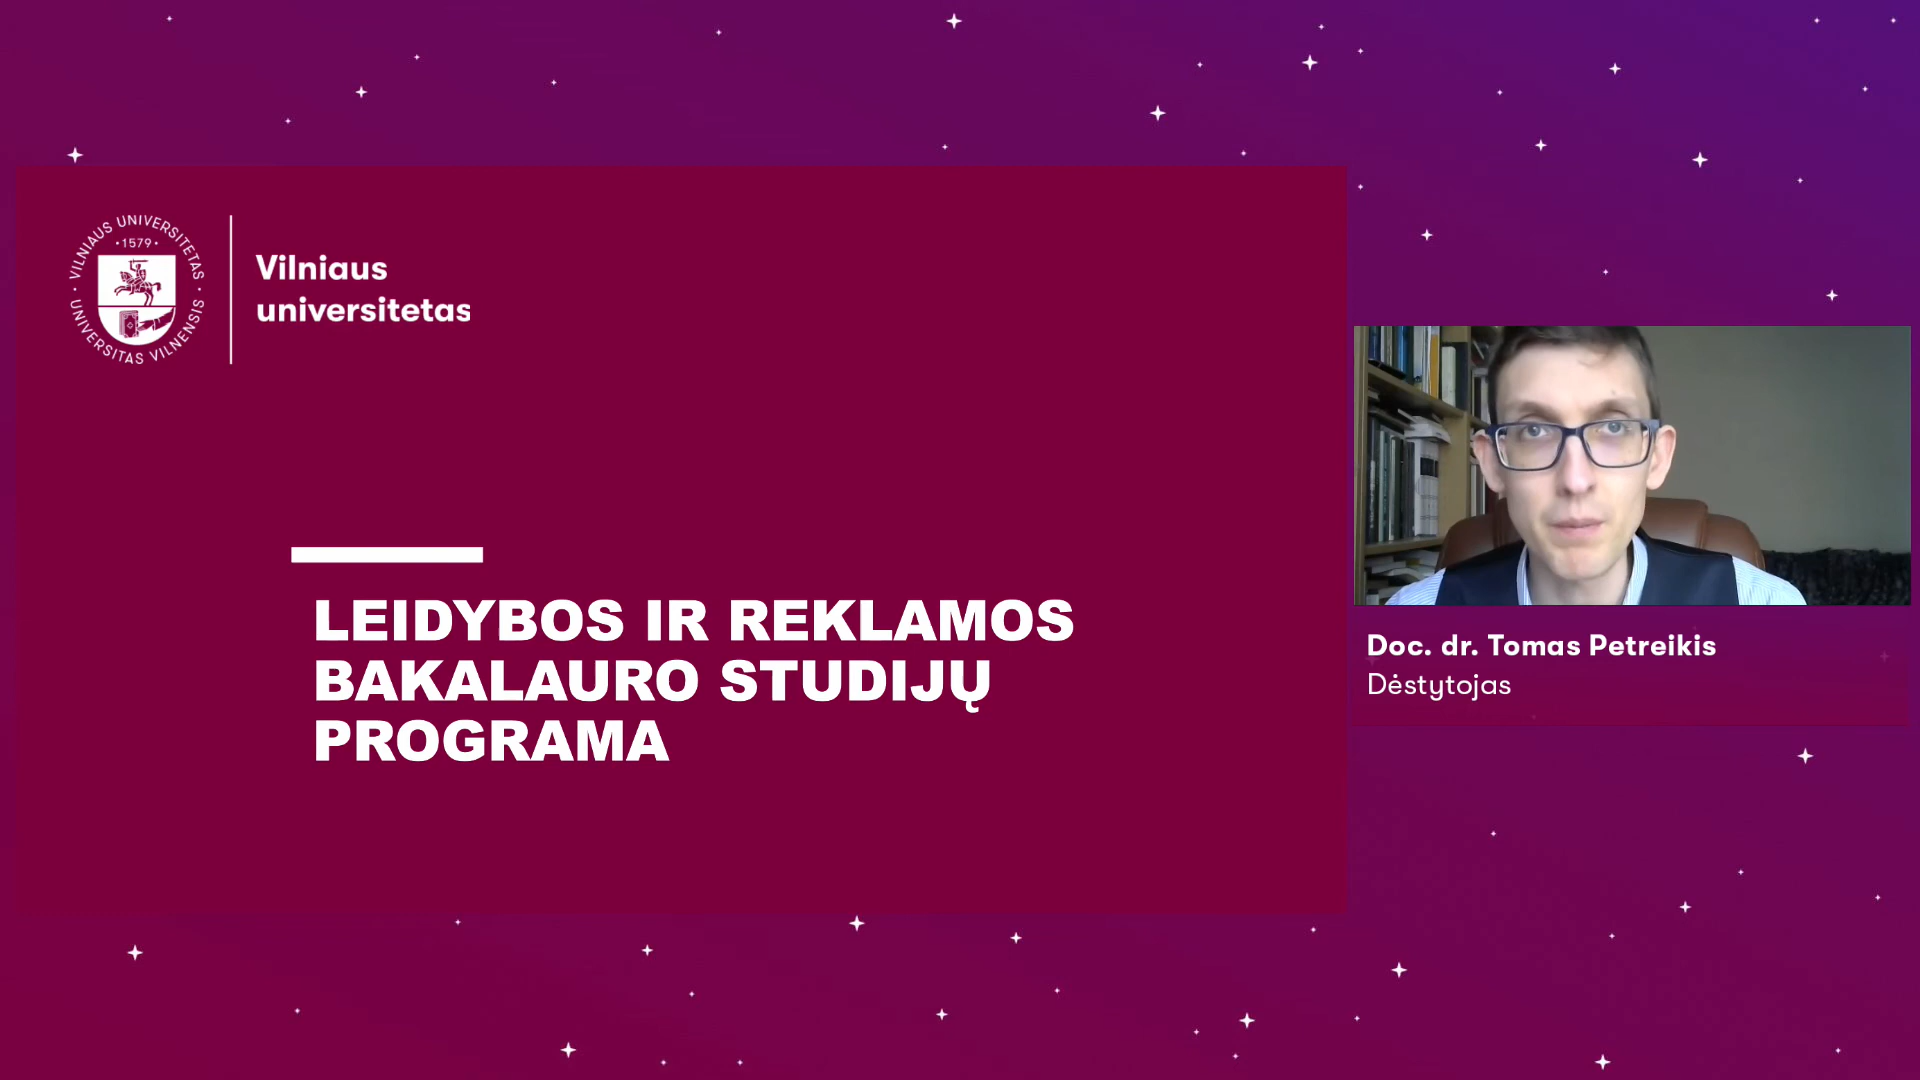 VILNIAUS UNIVERSITETAS
1579
UNIVERSITAS VILNENSIS
Vilniaus
universitetas
LEIDYBOS IR REKLAMOS
BAKALAURO STUDIJŲ
PROGRAMA
Doc. dr. Tomas Petreikis
Dėstytojas